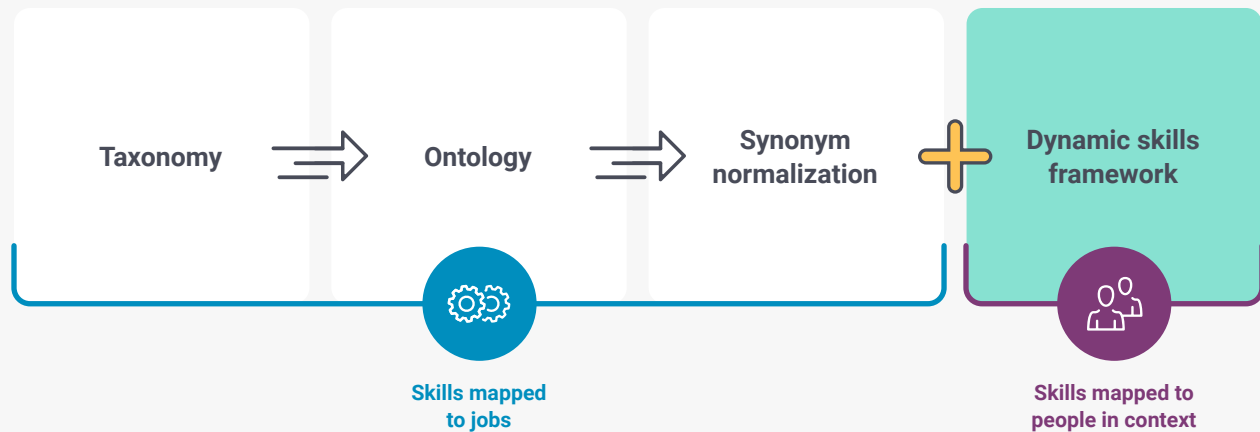 Taxonomy
Ontology
Synonym
normalization
Dynamic skills
framework
Skills mapped
to jobs
Skills mapped to
people in context